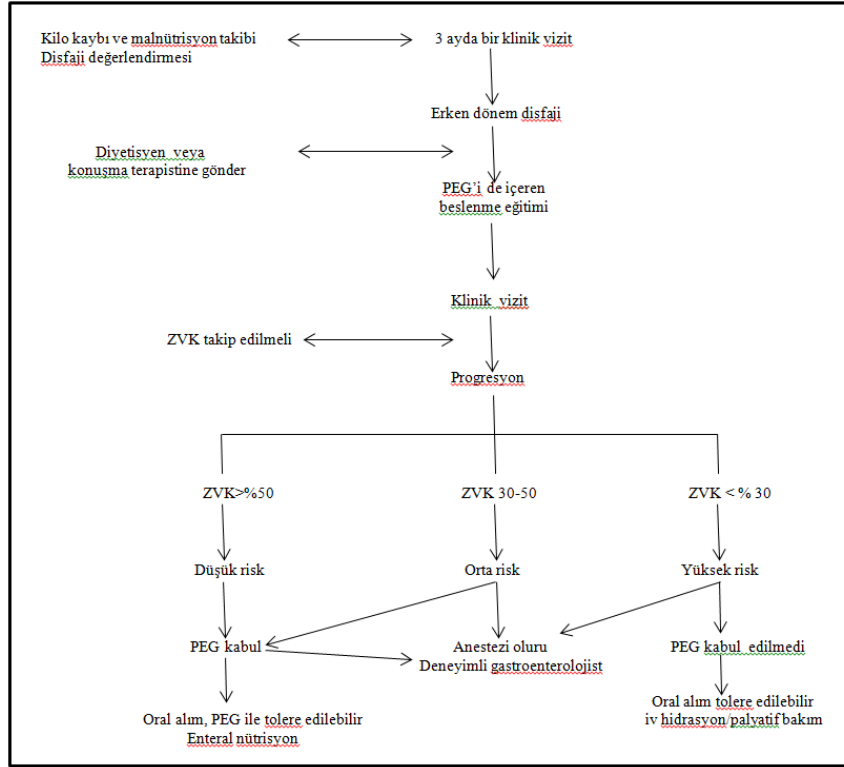 Kilo kaybı ve malnütrisyon takibi
Disfaji değerlendirmesi
3 ayda bir klinik vizit
Erken dönem disfaji
Diyetisyen veya
konuşma terapistine gönder
PEG'i de içeren
beslenme eğitimi
Klinik vizit
ZVK takip edilmeli
Progresyon
ZVK>%50
ZVK 30-50
ZVK < % 30
Düşük risk
Orta risk
Yüksek risk
PEG kabul
Anestezi oluru
Deneyimli gastroenterolojist
PEG kabul edilmedi
Oral alım, PEG ile tolere edilebilir
Enteral nütrisyon
Oral alım tolere edilebilir
iv hidrasyon/palyatif bakım